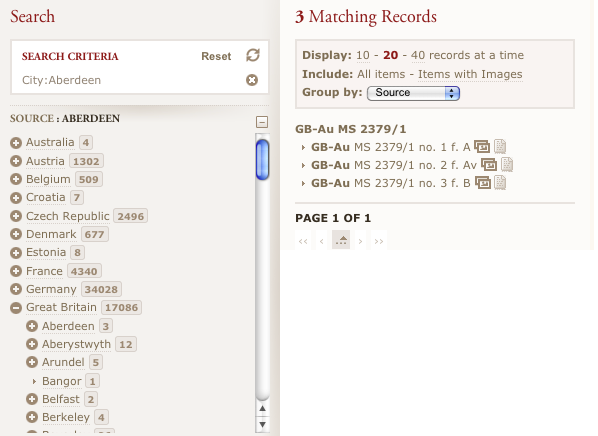 Search
SEARCH CRITERIA Reset
City:Aberdeen
SOURCE : ABERDEEN
Australia 4
Austria 1302
Belgium 509
Croatia 7
Czech Republic 2496
Denmark 677
Estonia 8
France 4340
Germany 34028
Great Britain 17086
Aberdeen 3
Aberystwyth 12
Arundel 5
Bangor 1
Belfast 2
Berkeley 4
3 Matching Records
Display: 10 - 20 - 40 records at a time
Include: All items - Items with Images
Group by: Source
GB-Au MS 2379/1
GB-Au MS 2379/1 no. 1 f. A
GB-Au MS 2379/1 no. 2 f. Av
GB-Au MS 2379/1 no. 3 f. B
PAGE 1 OF 1
‹‹ ‹ › ››